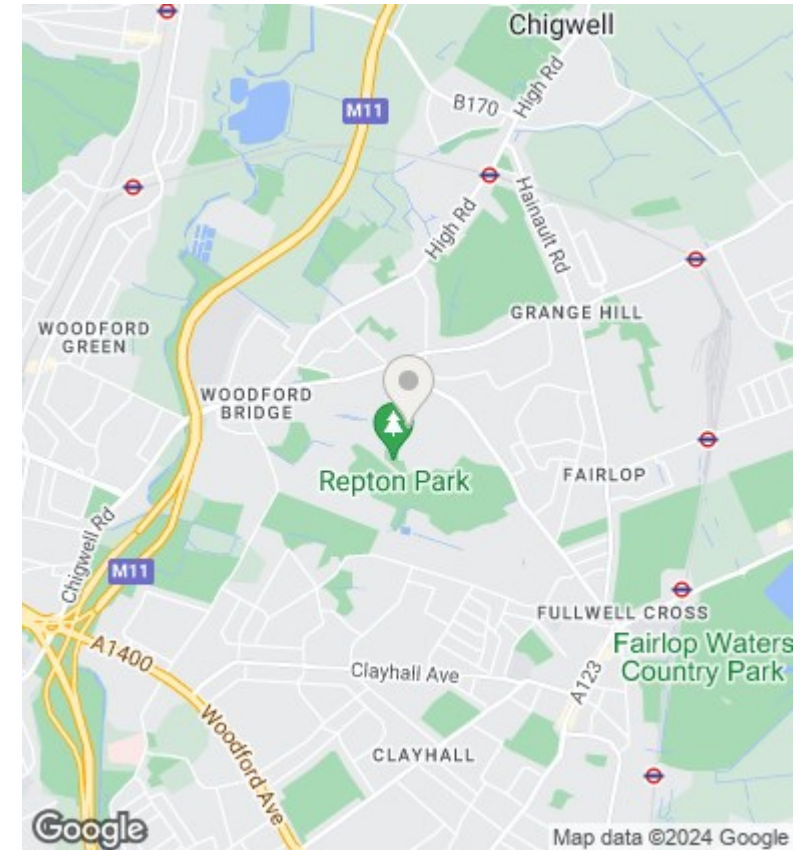 Chigwell
M11
B170
High Rd
High Rd
Hainault Rd
WOODFORD
GREEN
GRANGE HILL
WOODFORD
BRIDGE
Repton Park
FAIRLOP
Chigwell Rd
M11
FULLWELL CROSS
A1400
Fairlop Waters
Country Park
Clayhall Ave
A123
Woodford Ave
CLAYHALL
Google
Map data ©2024 Google